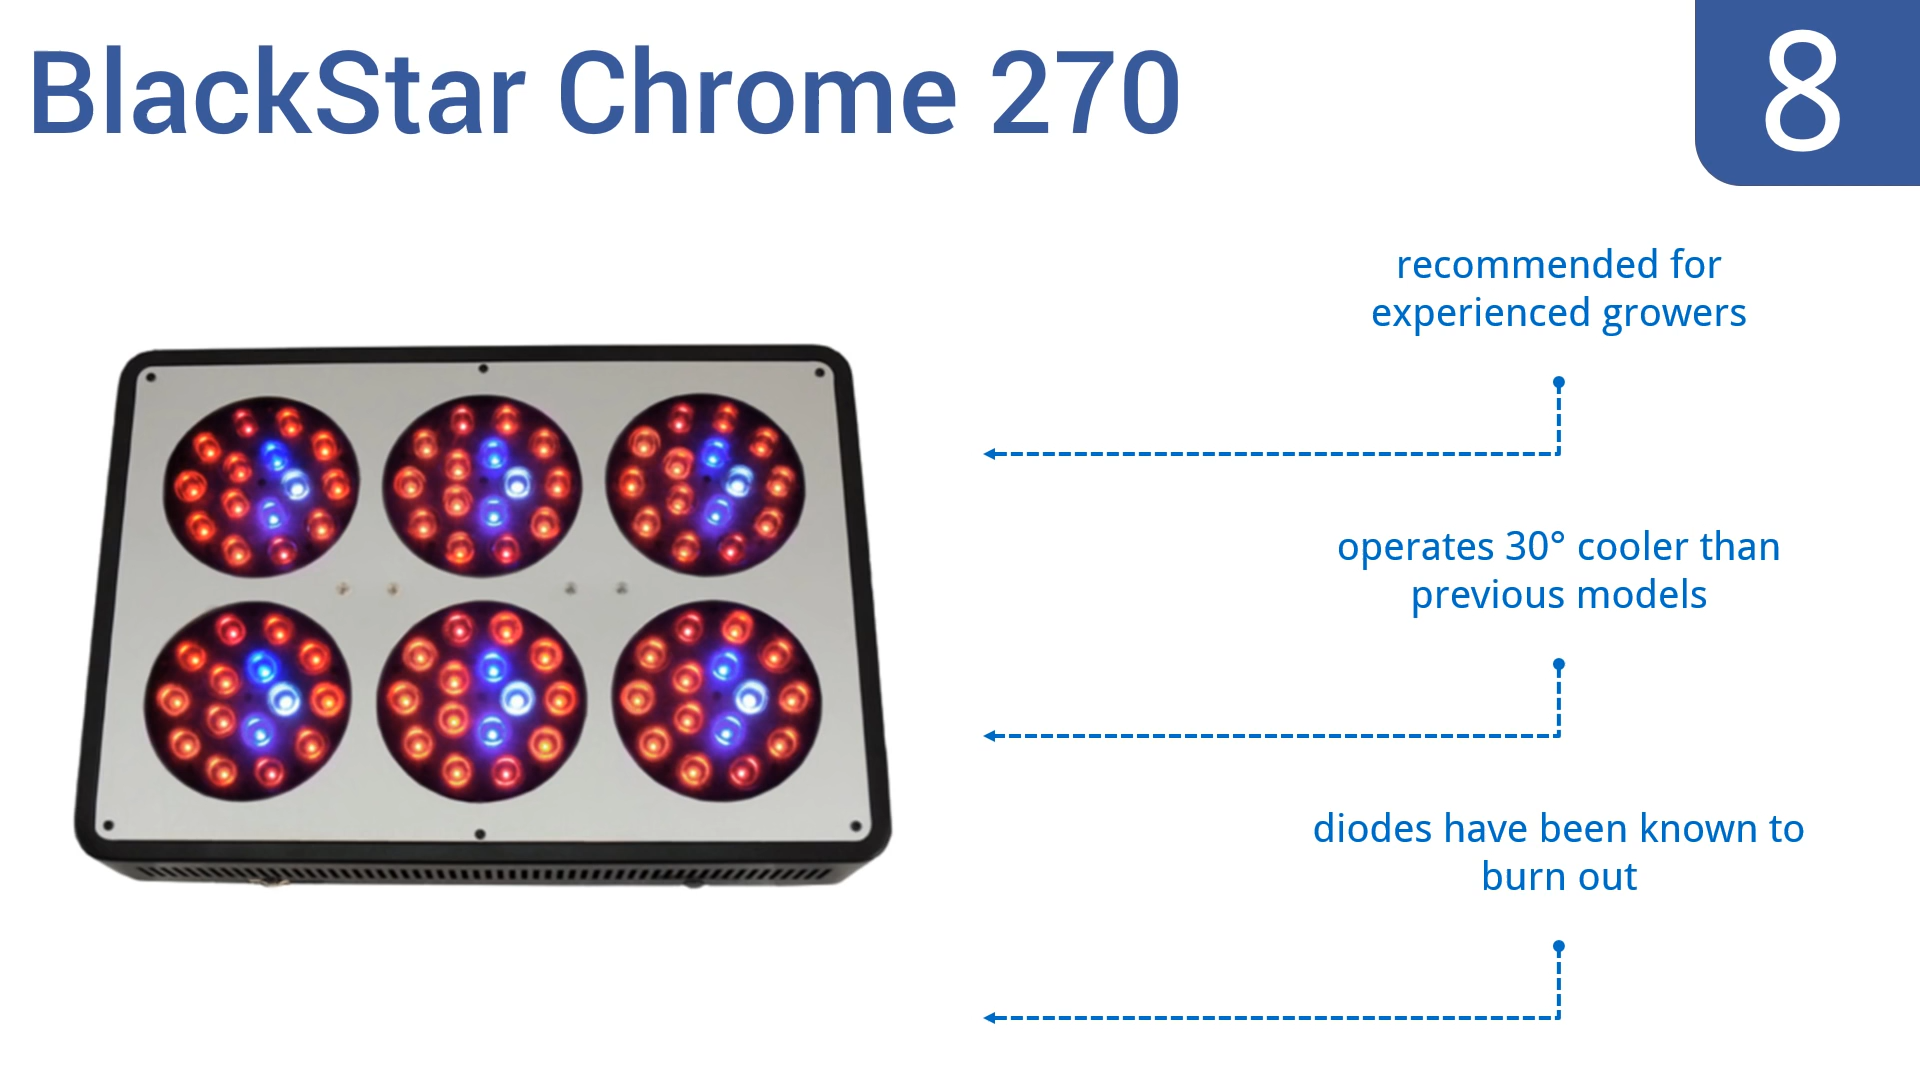 BlackStar Chrome 270
8
recommended for
experienced growers
operates 30° cooler than
previous models
diodes have been known to
burn out